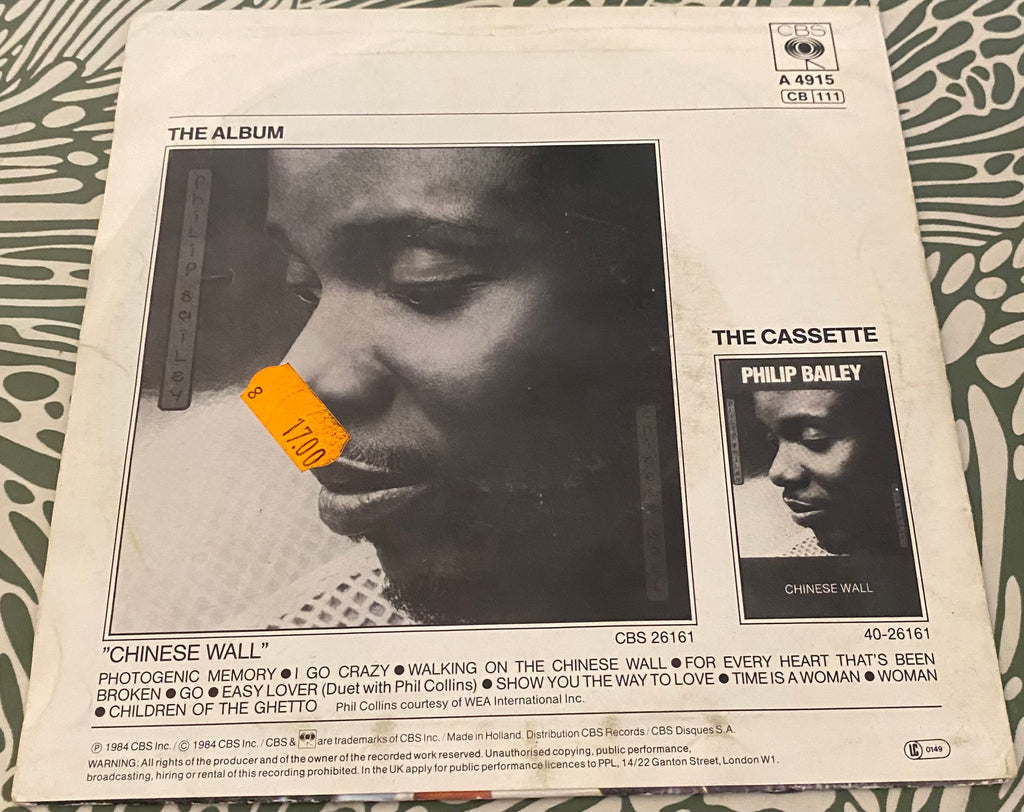 CBS
A 4915
CB 111
THE ALBUM
PHiLiP BaiLey
8
17.00
THE CASSETTE
PHILIP BAILEY
CHINESE WALL
CBS 26161
40-26161
"CHINESE WALL"
PHOTOGENIC MEMORY ● I GO CRAZY ● WALKING ON THE CHINESE WALL ● FOR EVERY HEART THAT'S BEEN
BROKEN ● GO ● EASY LOVER (Duet with Phil Collins) ● SHOW YOU THE WAY TO LOVE ● TIME IS A WOMAN ● WOMAN
● CHILDREN OF THE GHETTO Phil Collins courtesy of WEA International Inc.
℗ 1984 CBS Inc. / © 1984 CBS Inc. / CBS & are trademarks of CBS Inc. / Made in Holland. Distribution CBS Records / CBS Disques S.A.
WARNING: All rights of the producer and of the owner of the recorded work reserved. Unauthorised copying, public performance,
broadcasting, hiring or rental of this recording prohibited. In the UK apply for public performance licences to PPL, 14/22 Ganton Street, London W1.
LC 0149